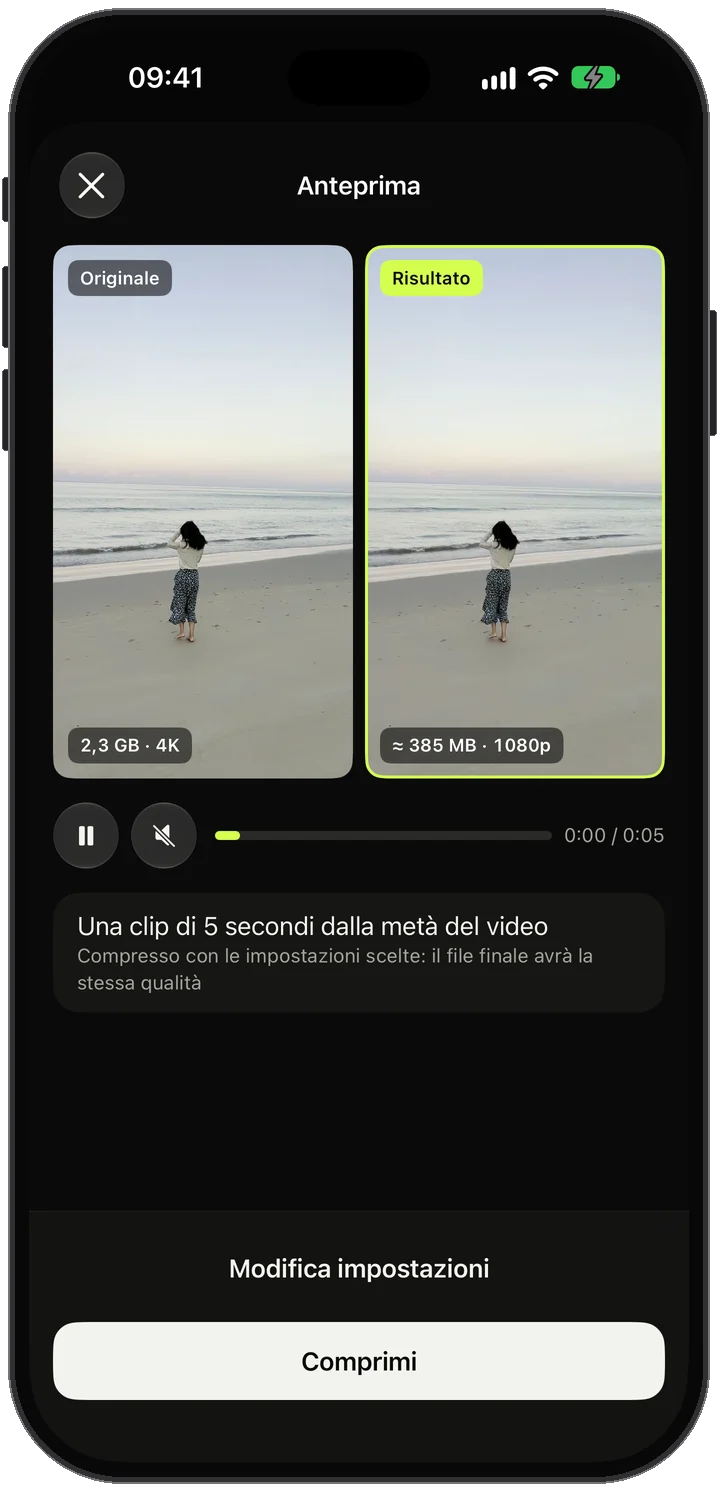 09:41
Anteprima
Originale
Risultato
2,3 GB · 4K
≈ 385 MB · 1080p
0:00 / 0:05
Una clip di 5 secondi dalla metà del video
Compresso con le impostazioni scelte: il file finale avrà la
stessa qualità
Modifica impostazioni
Comprimi